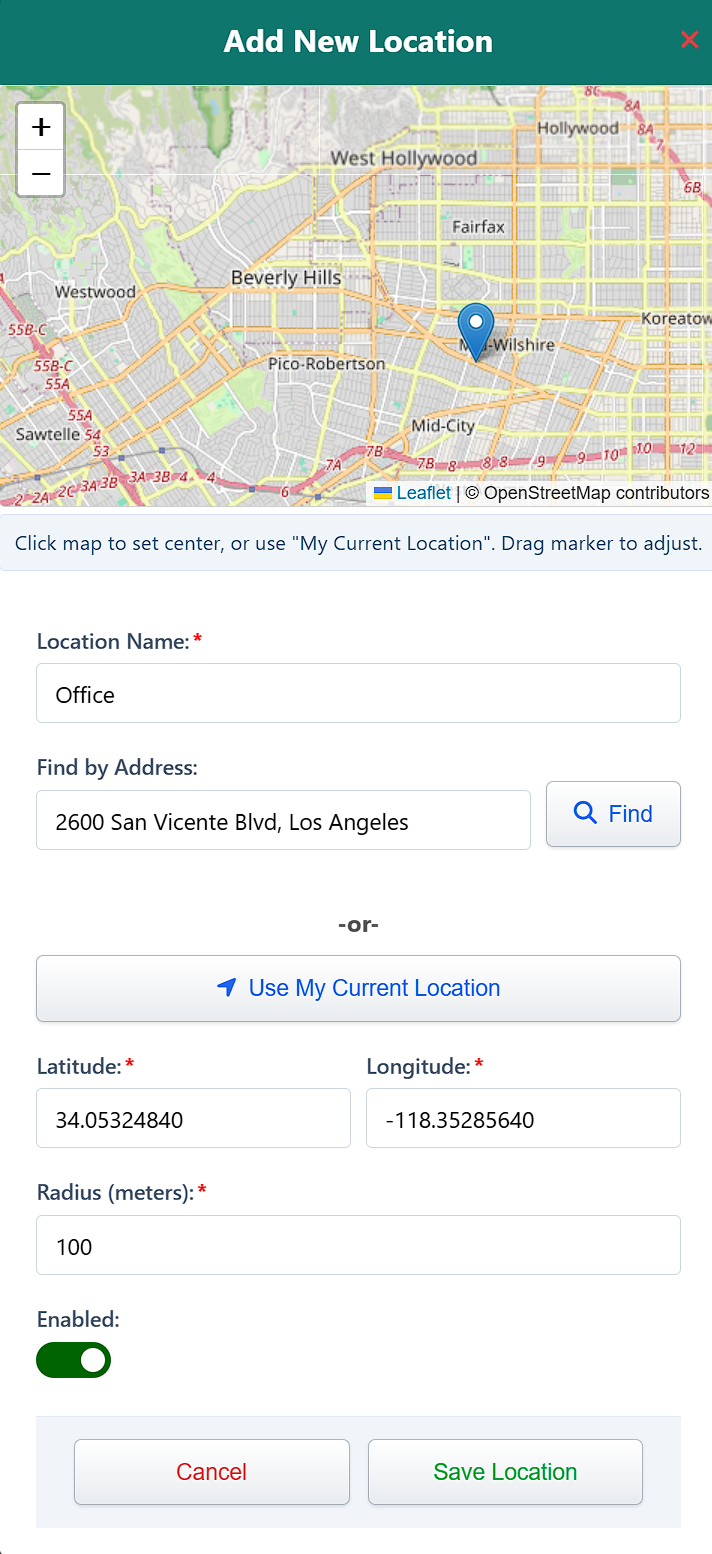 Add New Location
×
+
−
8C
8A
Hollywood
8A
7A
West Hollywood
6B
Fairfax
Beverly Hills
Westwood
Koreatow
55B-C
-Wilshire
55B-C
Pico-Robertson
55A
55A
Mid-City
Sawtelle 54
53
7B
10 10 12
3A 3B 4 4
7A
7B 8 8 8 9 9
2 2A 2C 3A 3B
6
Leaflet | © OpenStreetMap contributors
Click map to set center, or use "My Current Location". Drag marker to adjust.
Location Name:*
Office
Find by Address:
2600 San Vicente Blvd, Los Angeles
Find
-or-
Use My Current Location
Latitude:* Longitude:*
34.05324840 -118.35285640
Radius (meters):*
100
Enabled:
Cancel Save Location